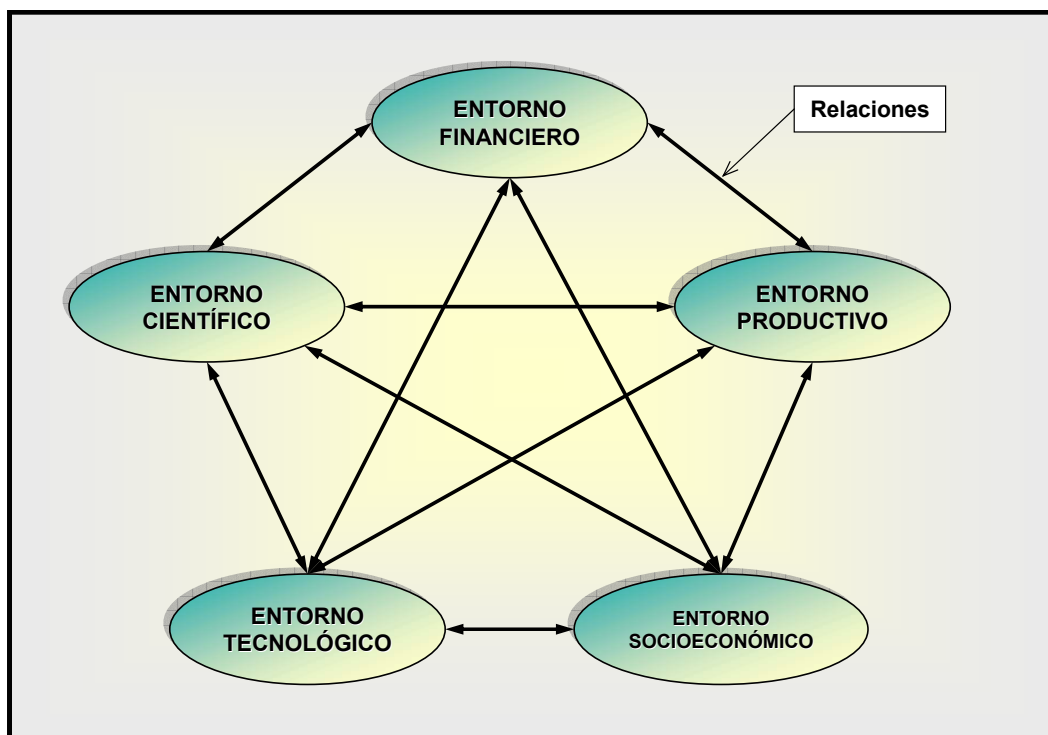 ENTORNO
FINANCIERO
Relaciones
ENTORNO
CIENTÍFICO
ENTORNO
PRODUCTIVO
ENTORNO
TECNOLÓGICO
ENTORNO
SOCIOECONÓMICO